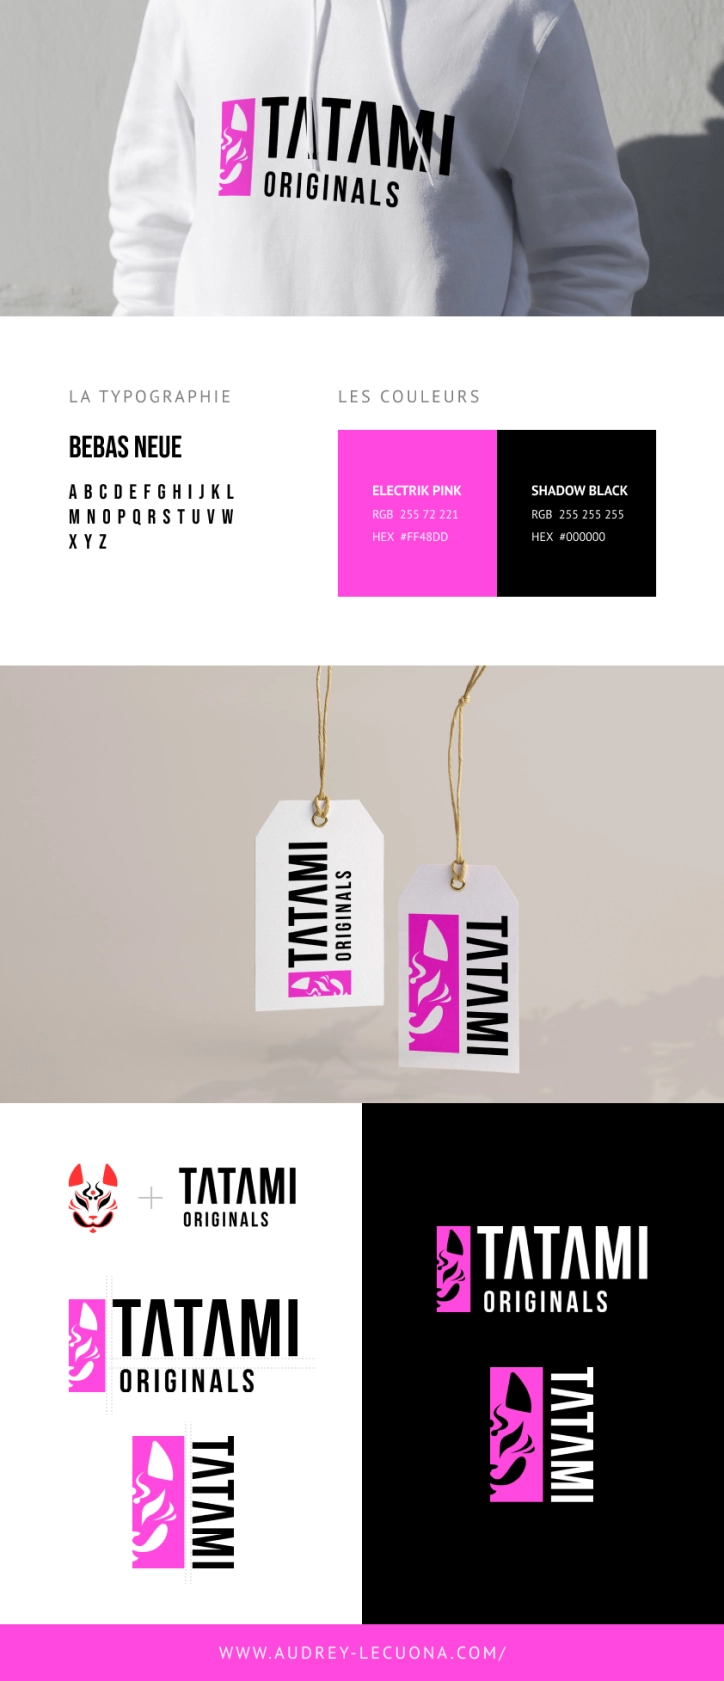 TATAMI
ORIGINALS
LA TYPOGRAPHIE
BEBAS NEUE
A B C D E F G H I J K L
M N O P Q R S T U V W
X Y Z
LES COULEURS
ELECTRIK PINK
RGB 255 72 221
HEX #FF48DD
SHADOW BLACK
RGB 255 255 255
HEX #000000
TATAMI
ORIGINALS
TATAMI
TATAMI
ORIGINALS
TATAMI
ORIGINALS
TATAMI
TATAMI
ORIGINALS
TATAMI
WWW.AUDREY-LECUONA.COM/